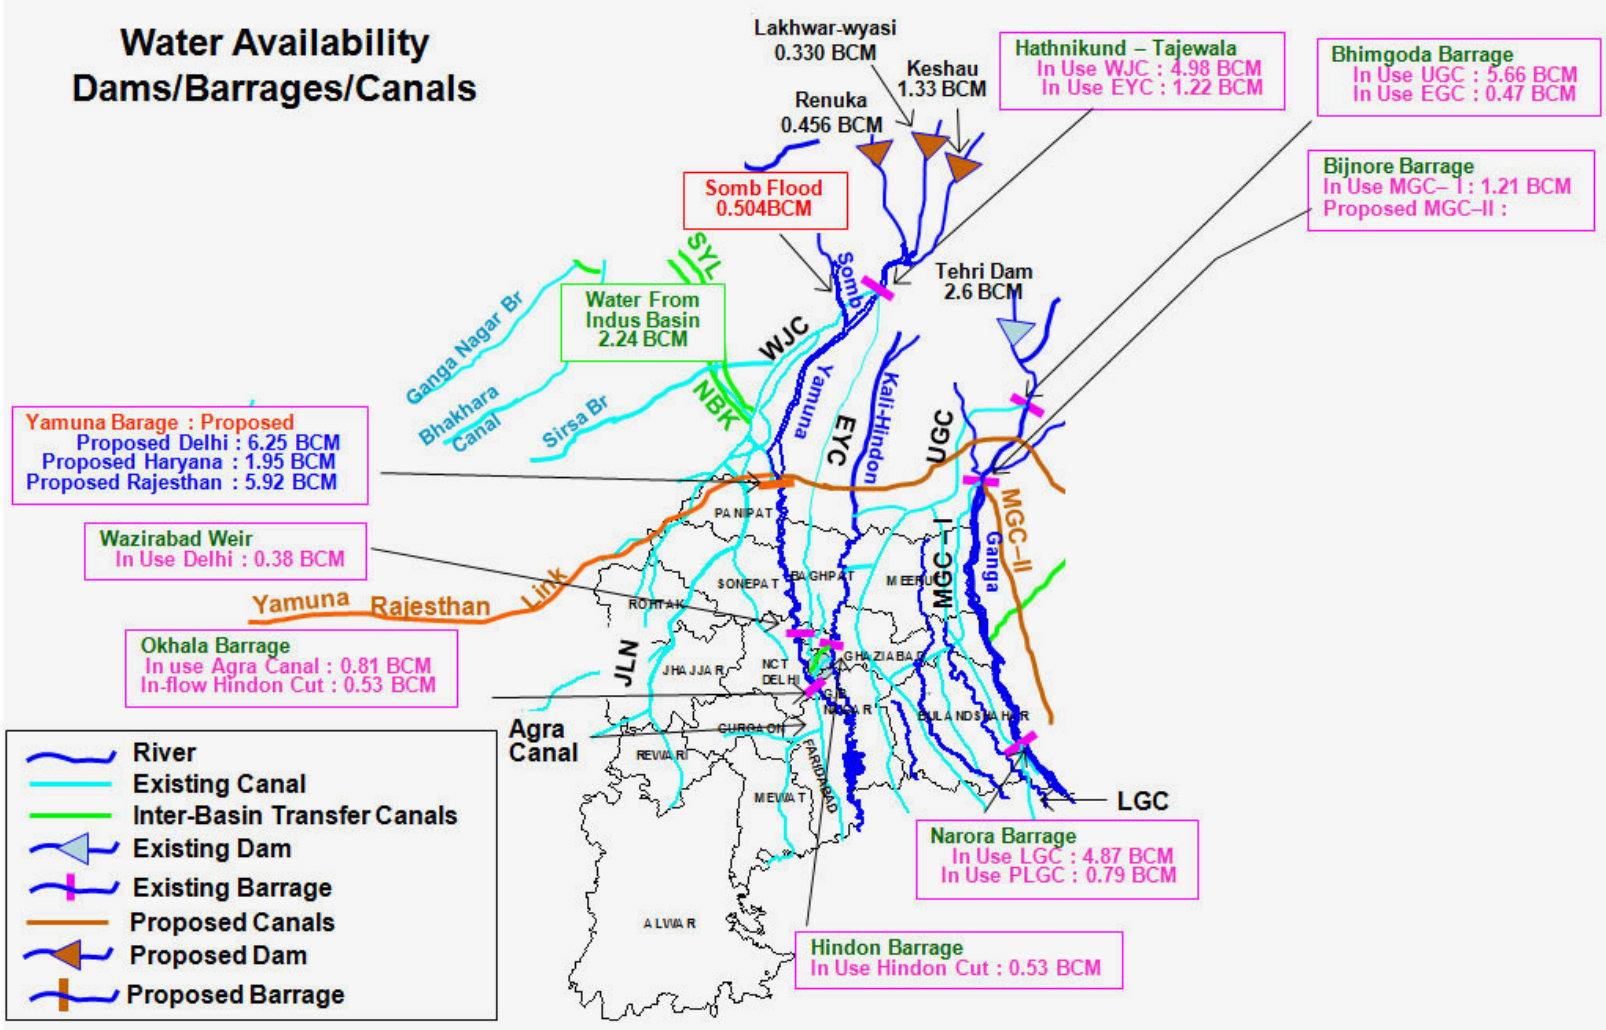 Water Availability
Dams/Barrages/Canals
Lakhwar-wyasi
0.330 BCM
Keshau
1.33 BCM
Renuka
0.456 BCM
Hathnikund – Tajewala
In Use WJC : 4.98 BCM
In Use EYC : 1.22 BCM
Bhimgoda Barrage
In Use UGC : 5.66 BCM
In Use EGC : 0.47 BCM
Bijnore Barrage
In Use MGC– I : 1.21 BCM
Proposed MGC–II :
Somb Flood
0.504BCM
SYL
Somb
Tehri Dam
2.6 BCM
Water From
Indus Basin
2.24 BCM
Ganga Nagar Br
Bhakhara
Canal
Sirsa Br
WJC
NBK
Yamuna
EYC
Kali-Hindon
UGC
Yamuna Barage : Proposed
Proposed Delhi : 6.25 BCM
Proposed Haryana : 1.95 BCM
Proposed Rajesthan : 5.92 BCM
PANIPAT
MGC–I
MGC–II
Ganga
Wazirabad Weir
In Use Delhi : 0.38 BCM
SONEPAT
BAGHPAT
MEERUT
ROHTAK
Yamuna Rajesthan Link
Okhala Barrage
In use Agra Canal : 0.81 BCM
In-flow Hindon Cut : 0.53 BCM
JLN
JHAJJAR
NCT
DELHI
GHAZIABAD
G.B.
NAGAR
BULANDSHAHAR
Agra
Canal
GURGAON
REWARI
FARIDABAD
MEWAT
LGC
River
Existing Canal
Inter-Basin Transfer Canals
Existing Dam
Existing Barrage
Proposed Canals
Proposed Dam
Proposed Barrage
Narora Barrage
In Use LGC : 4.87 BCM
In Use PLGC : 0.79 BCM
ALWAR
Hindon Barrage
In Use Hindon Cut : 0.53 BCM